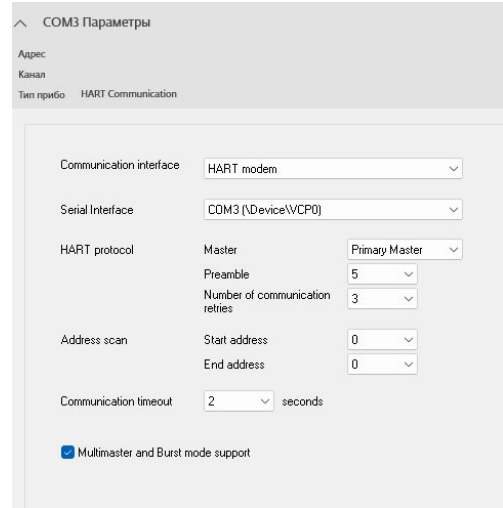 COM3 Параметры
Адрес
Канал
Тип прибо HART Communication
Communication interface HART modem
Serial Interface COM3 (\Device\VCP0)
HART protocol Master Primary Master
Preamble 5
Number of communication 3
retries
Address scan Start address 0
End address 0
Communication timeout 2 seconds
Multimaster and Burst mode support